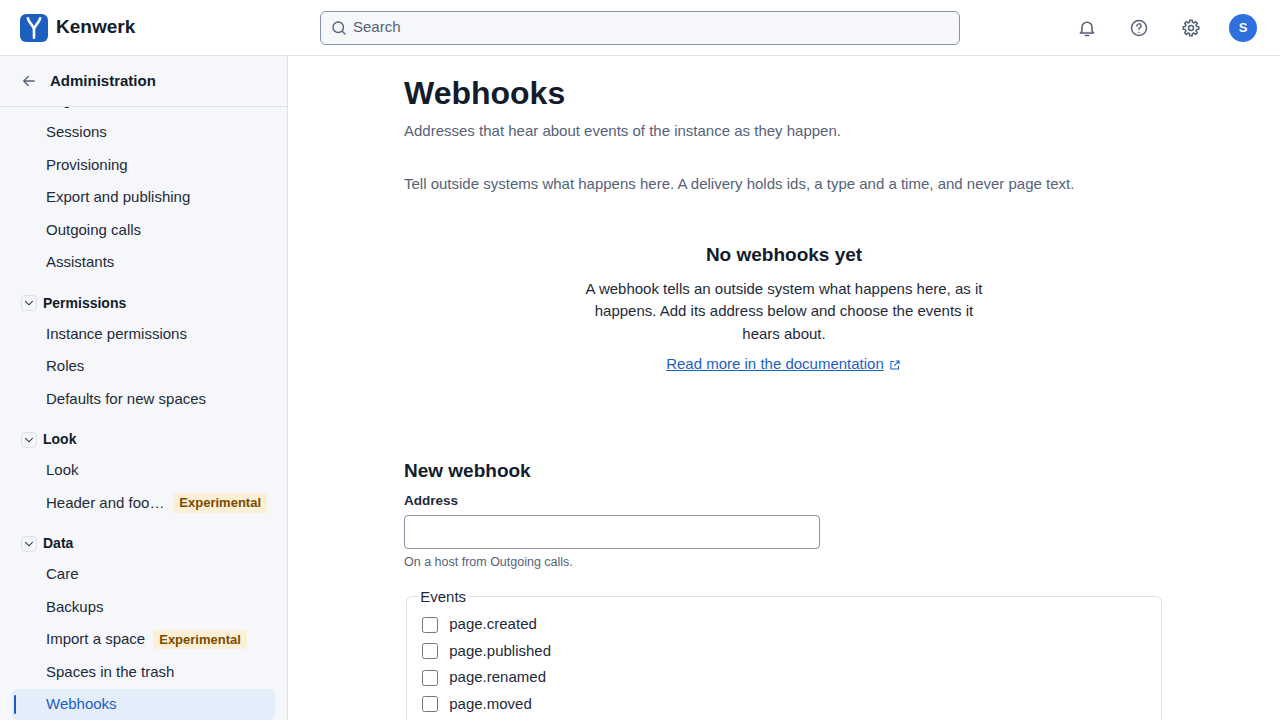 Kenwerk
Search
S
Administration
Sessions
Provisioning
Export and publishing
Outgoing calls
Assistants
Permissions
Instance permissions
Roles
Defaults for new spaces
Look
Look
Header and foo… Experimental
Data
Care
Backups
Import a space Experimental
Spaces in the trash
Webhooks
Webhooks
Addresses that hear about events of the instance as they happen.
Tell outside systems what happens here. A delivery holds ids, a type and a time, and never page text.
No webhooks yet
A webhook tells an outside system what happens here, as it
happens. Add its address below and choose the events it
hears about.
Read more in the documentation
New webhook
Address
On a host from Outgoing calls.
Events
page.created
page.published
page.renamed
page.moved